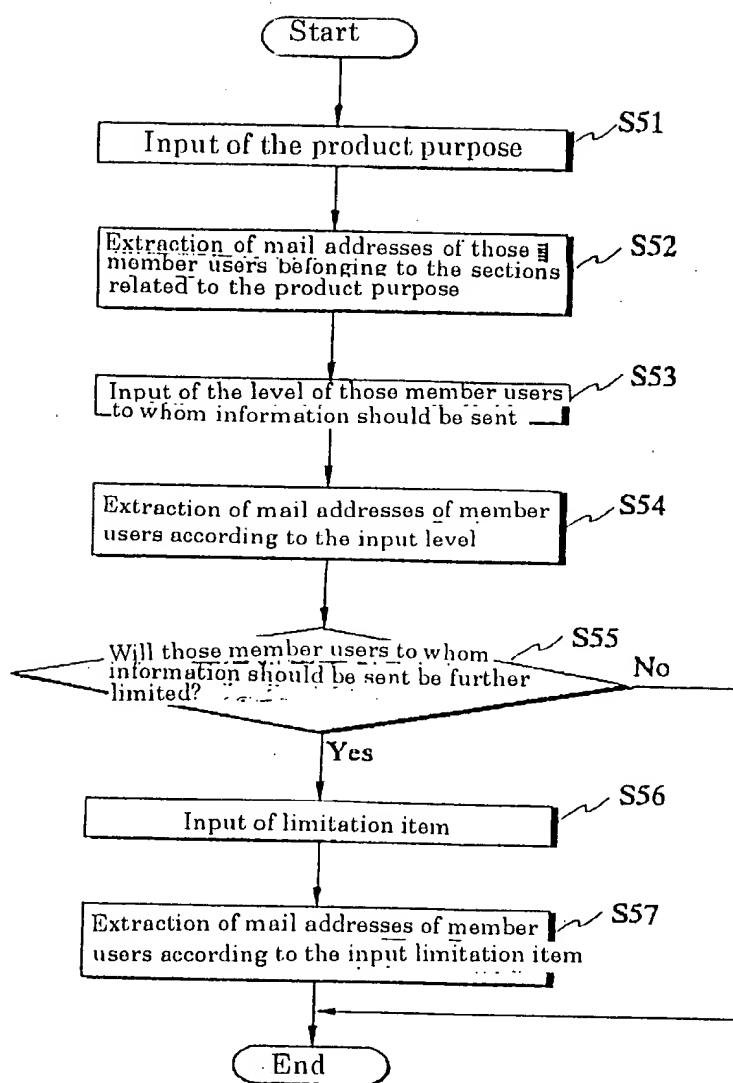 Start
Input of the product purpose
S51
Extraction of mail addresses of those
member users belonging to the sections
related to the product purpose
S52
Input of the level of those member users
to whom information should be sent
S53
Extraction of mail addresses of member
users according to the input level
S54
Will those member users to whom
information should be sent be further
limited?
S55
No
Yes
Input of limitation item
S56
Extraction of mail addresses of member
users according to the input limitation item
S57
End